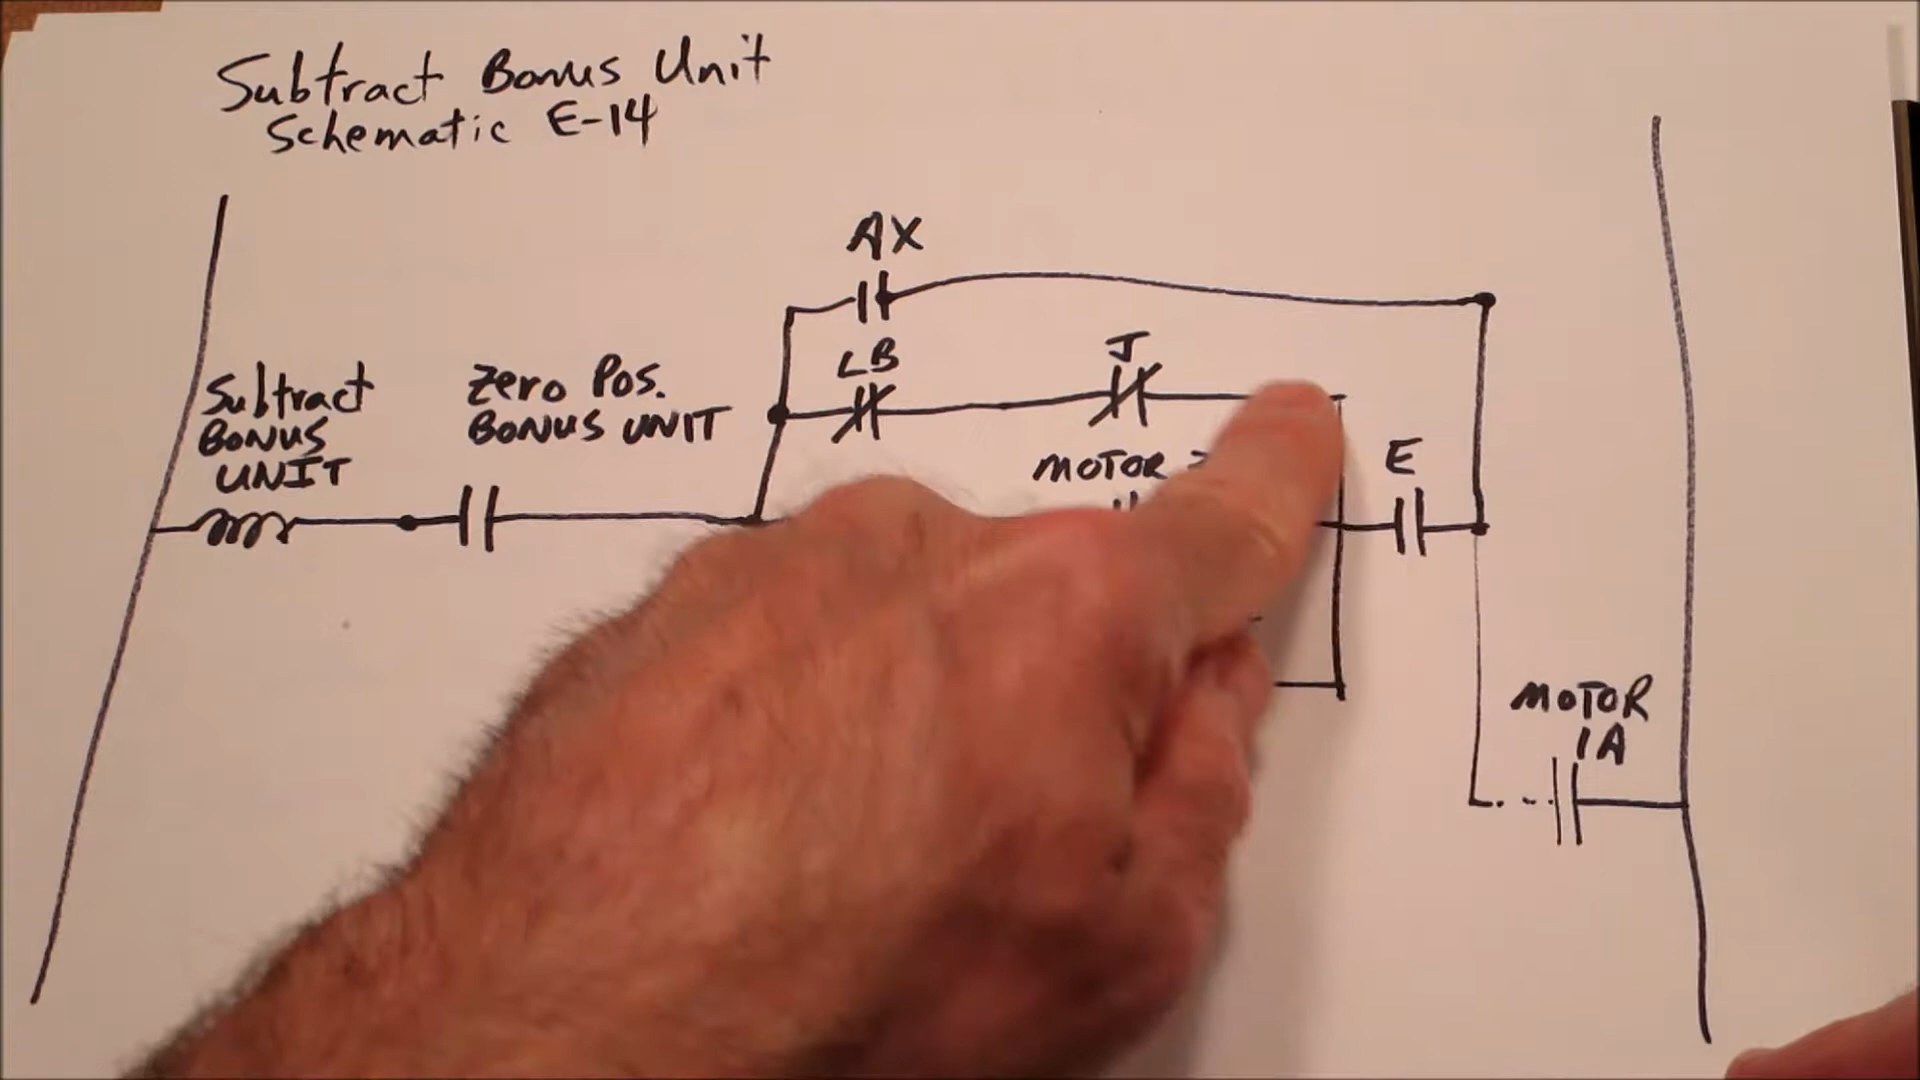 Subtract Bonus Unit
Schematic E-14
AX
LB
J
Zero Pos.
BONUS UNIT
Subtract
BONUS
UNIT
MOTOR
E
MOTOR
1A